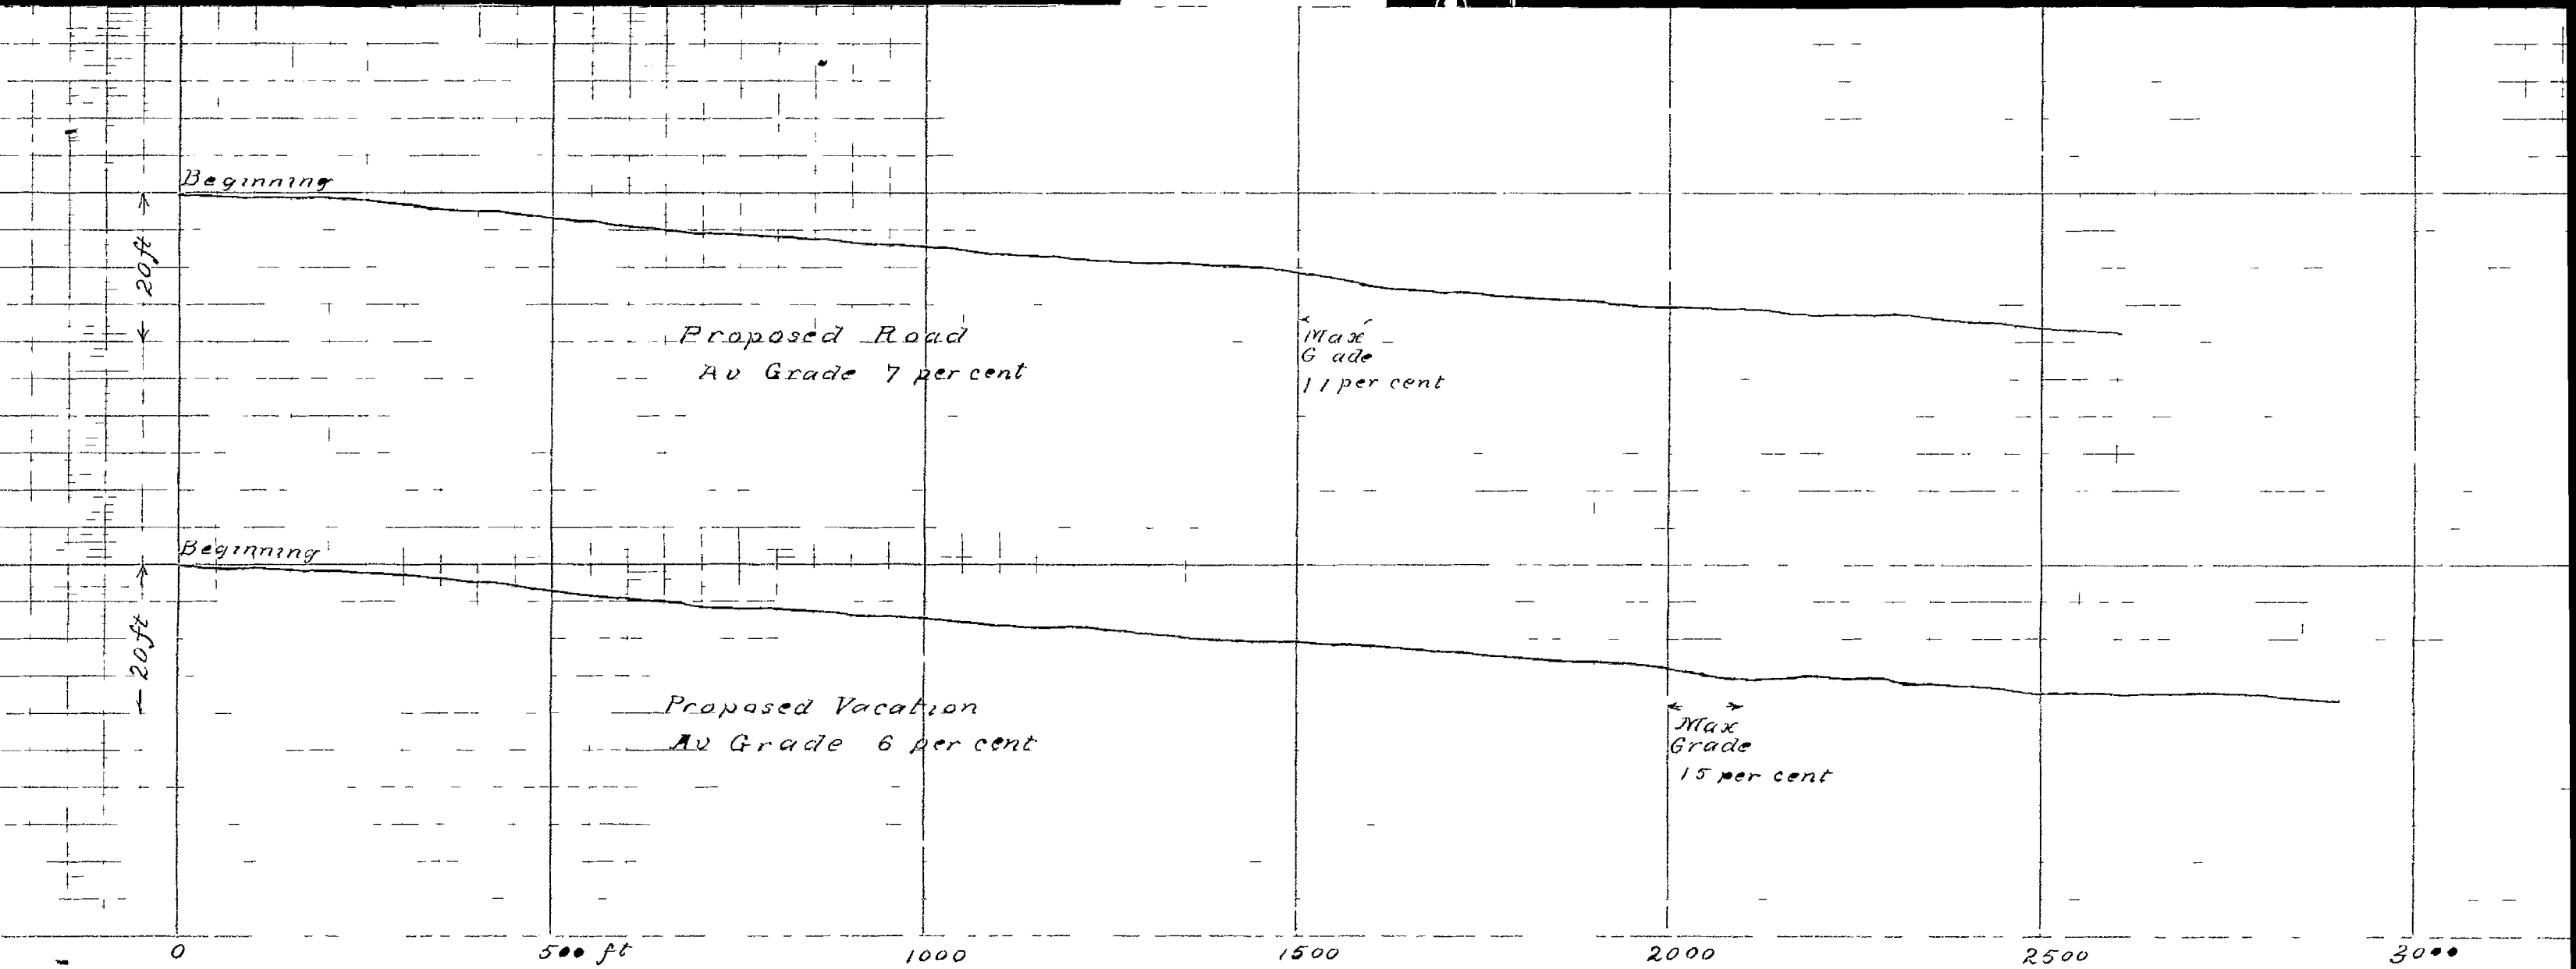 Beginning
20ft
Proposed Road
Av Grade 7 per cent
Max
G ade
11 per cent
Beginning
20ft
Proposed Vacation
Av Grade 6 per cent
Max
Grade
15 per cent
0 500 ft 1000 1500 2000 2500 3000